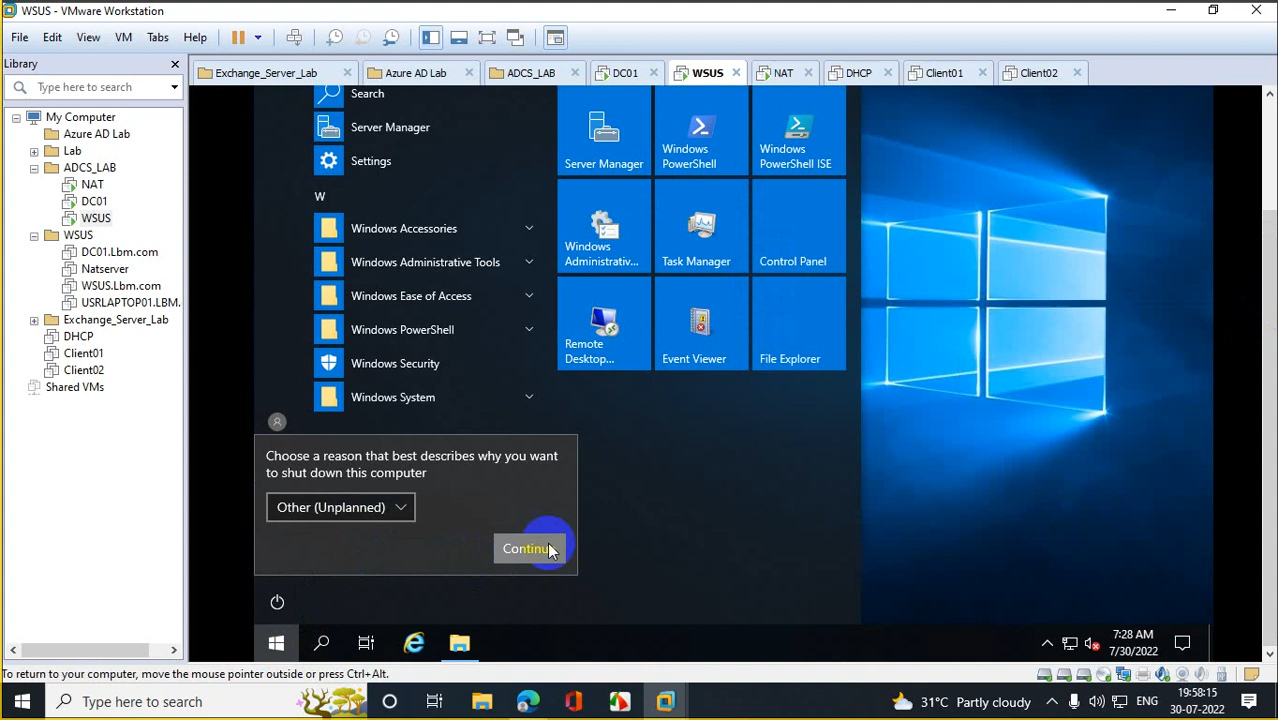 WSUS - VMware Workstation
File Edit View VM Tabs Help
Library
Type here to search
My Computer
Azure AD Lab
Lab
ADCS_LAB
NAT
DC01
WSUS
WSUS
DC01.Lbm.com
Natserver
WSUS.Lbm.com
USRLAPTOP01.LBM.
Exchange_Server_Lab
DHCP
Client01
Client02
Shared VMs
Exchange_Server_Lab Azure AD Lab ADCS_LAB DC01 WSUS NAT DHCP Client01 Client02
Search
Server Manager
Settings
W
Windows Accessories
Windows Administrative Tools
Windows Ease of Access
Windows PowerShell
Windows Security
Windows System
Server Manager
Windows
PowerShell
Windows
PowerShell ISE
Windows
Administrativ...
Task Manager
Control Panel
Remote
Desktop...
Event Viewer
File Explorer
Choose a reason that best describes why you want
to shut down this computer
Other (Unplanned)
Continue
7:28 AM
7/30/2022
To return to your computer, move the mouse pointer outside or press Ctrl+Alt.
Type here to search
31°C Partly cloudy
ENG
19:58:15
30-07-2022